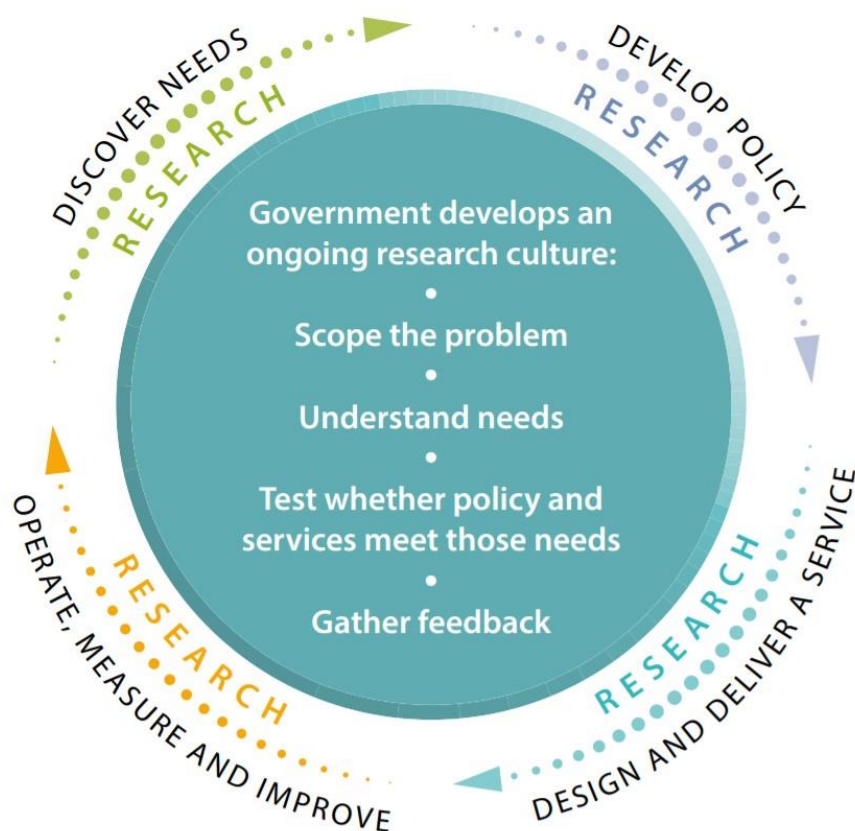 DISCOVER NEEDS
RESEARCH
DEVELOP POLICY
RESEARCH
Government develops an
ongoing research culture:
•
Scope the problem
•
Understand needs
•
Test whether policy and
services meet those needs
•
Gather feedback
RESEARCH
DESIGN AND DELIVER A SERVICE
RESEARCH
OPERATE, MEASURE AND IMPROVE